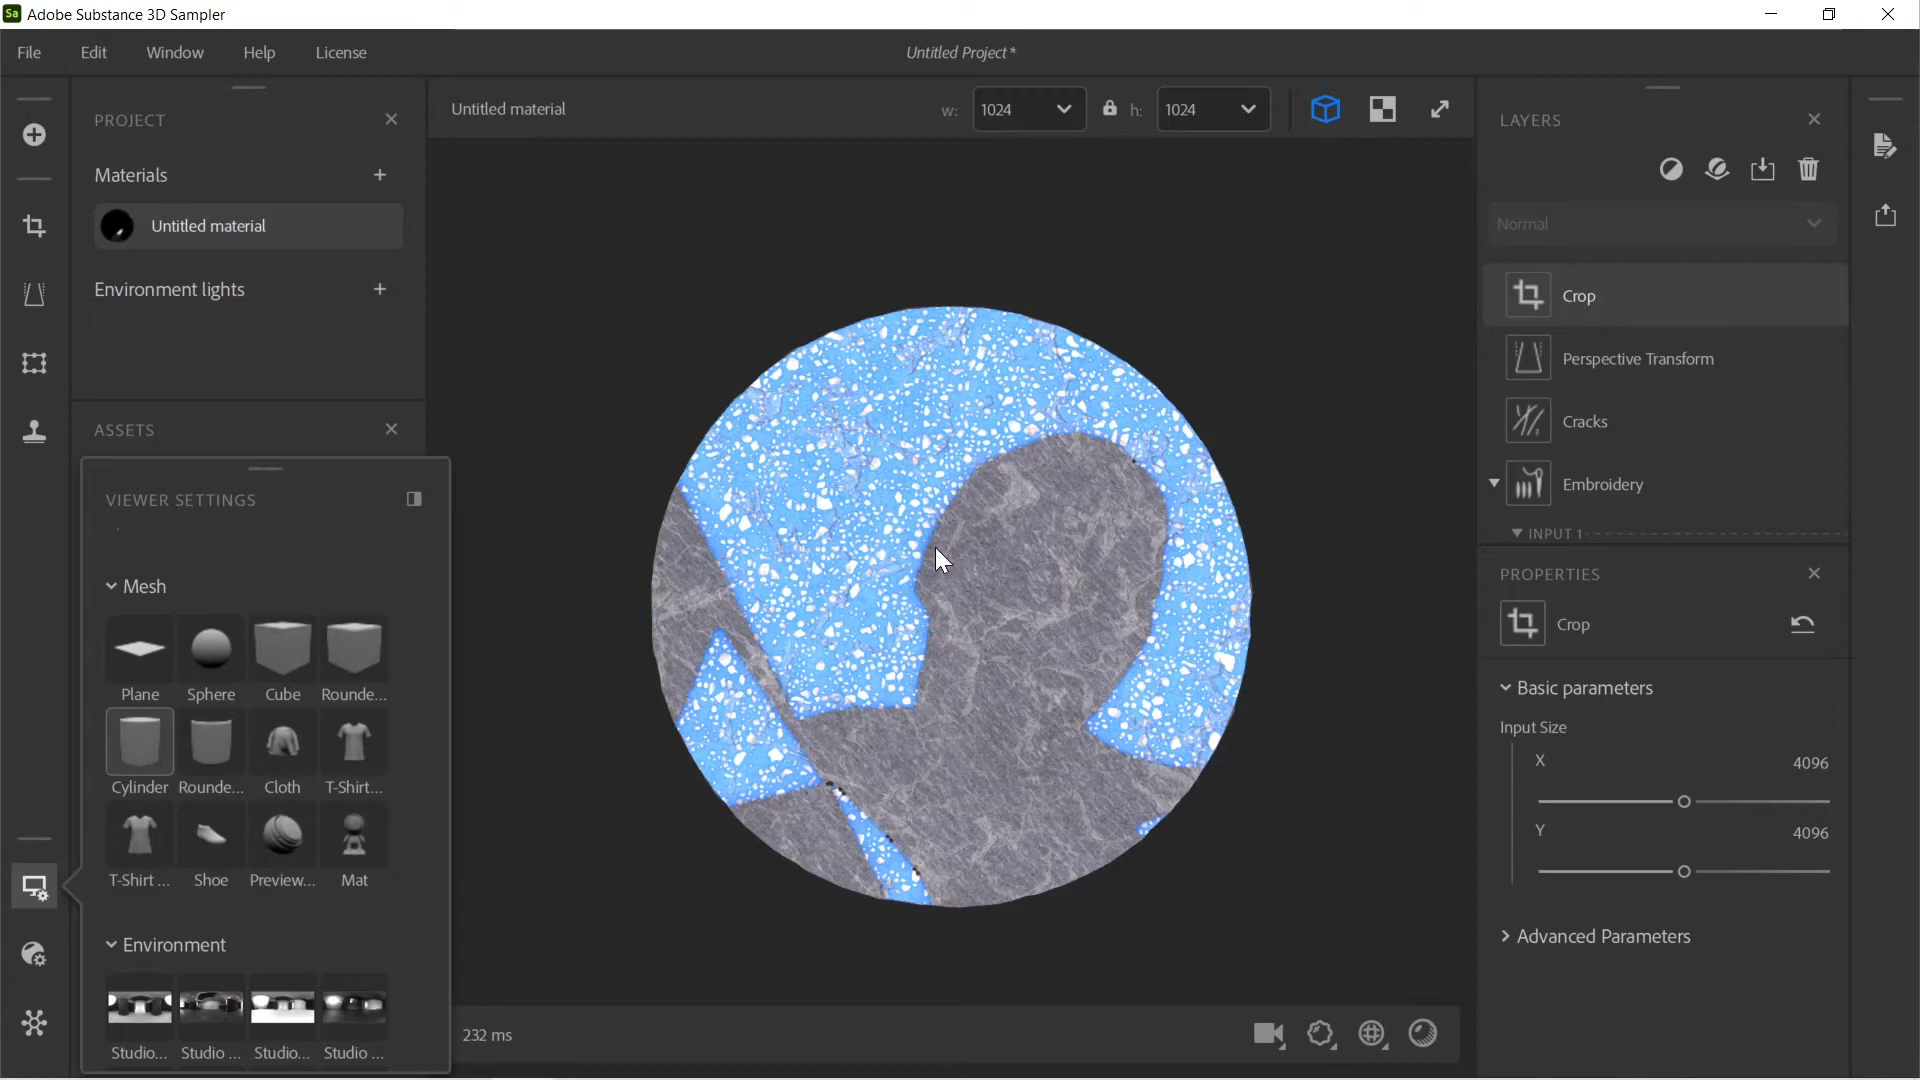 Sa Adobe Substance 3D Sampler
File Edit Window Help License
Untitled Project*
PROJECT
Materials
Untitled material
Environment lights
ASSETS
VIEWER SETTINGS
Mesh
Plane Sphere Cube Rounde...
Cylinder Rounde... Cloth T-Shirt...
T-Shirt ... Shoe Preview... Mat
Environment
Studio... Studio ... Studio... Studio ...
Untitled material
w: 1024 h: 1024
232 ms
LAYERS
Normal
Crop
Perspective Transform
Cracks
Embroidery
INPUT 1
PROPERTIES
Crop
Basic parameters
Input Size
X 4096
Y 4096
Advanced Parameters